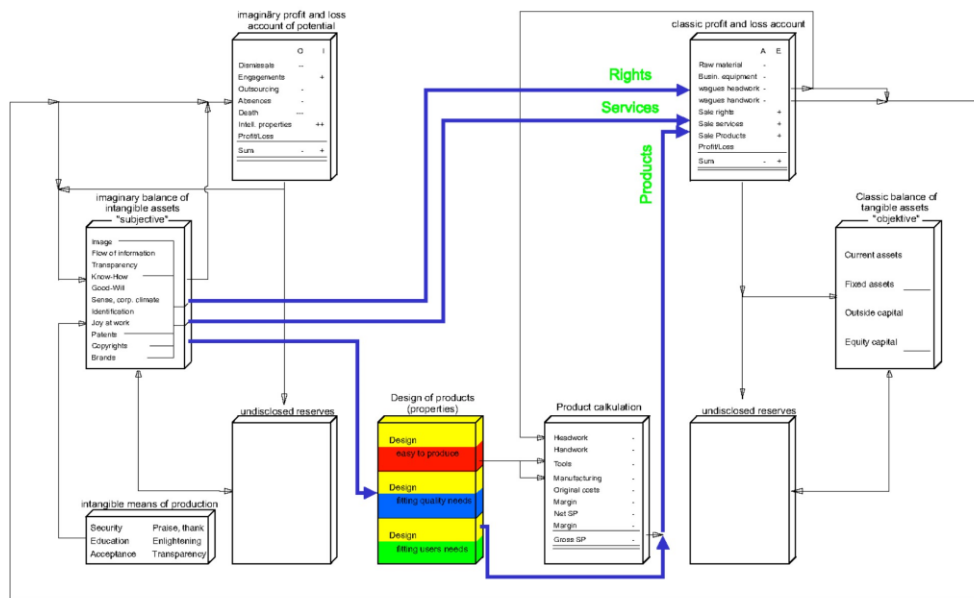 imaginäry profit and loss
account of potential
O I
Dismissals --
Engagements +
Outsourcing -
Absences -
Death ---
Intell. properties ++
Profit/Loss
Sum - +
classic profit and loss account
A E
Raw material -
Busin. equipment -
wagues headwork -
wagues handwork -
Sale rights +
Sale services +
Sale Products +
Profit/Loss
Sum - +
Rights
Services
Products
imaginary balance of
intangible assets
"subjective"
Image
Flow of information
Transparency
Know-How
Good-Will
Sense, corp. climate
Identification
Joy at work
Patents
Copyrights
Brands
Classic balance of
tangible assets
"objektive"
Current assets
Fixed assets
Outside capital
Equity capital
undisclosed reserves
Design of products
(properties)
Design
easy to produce
Design
fitting quality needs
Design
fitting users needs
Product calkulation
Headwork -
Handwork -
Tools -
Manufacturing -
Original costs -
Margin -
Net SP -
Margin -
Gross SP -
undisclosed reserves
intangible means of production
Security Praise, thank
Education Enlightening
Acceptance Transparency